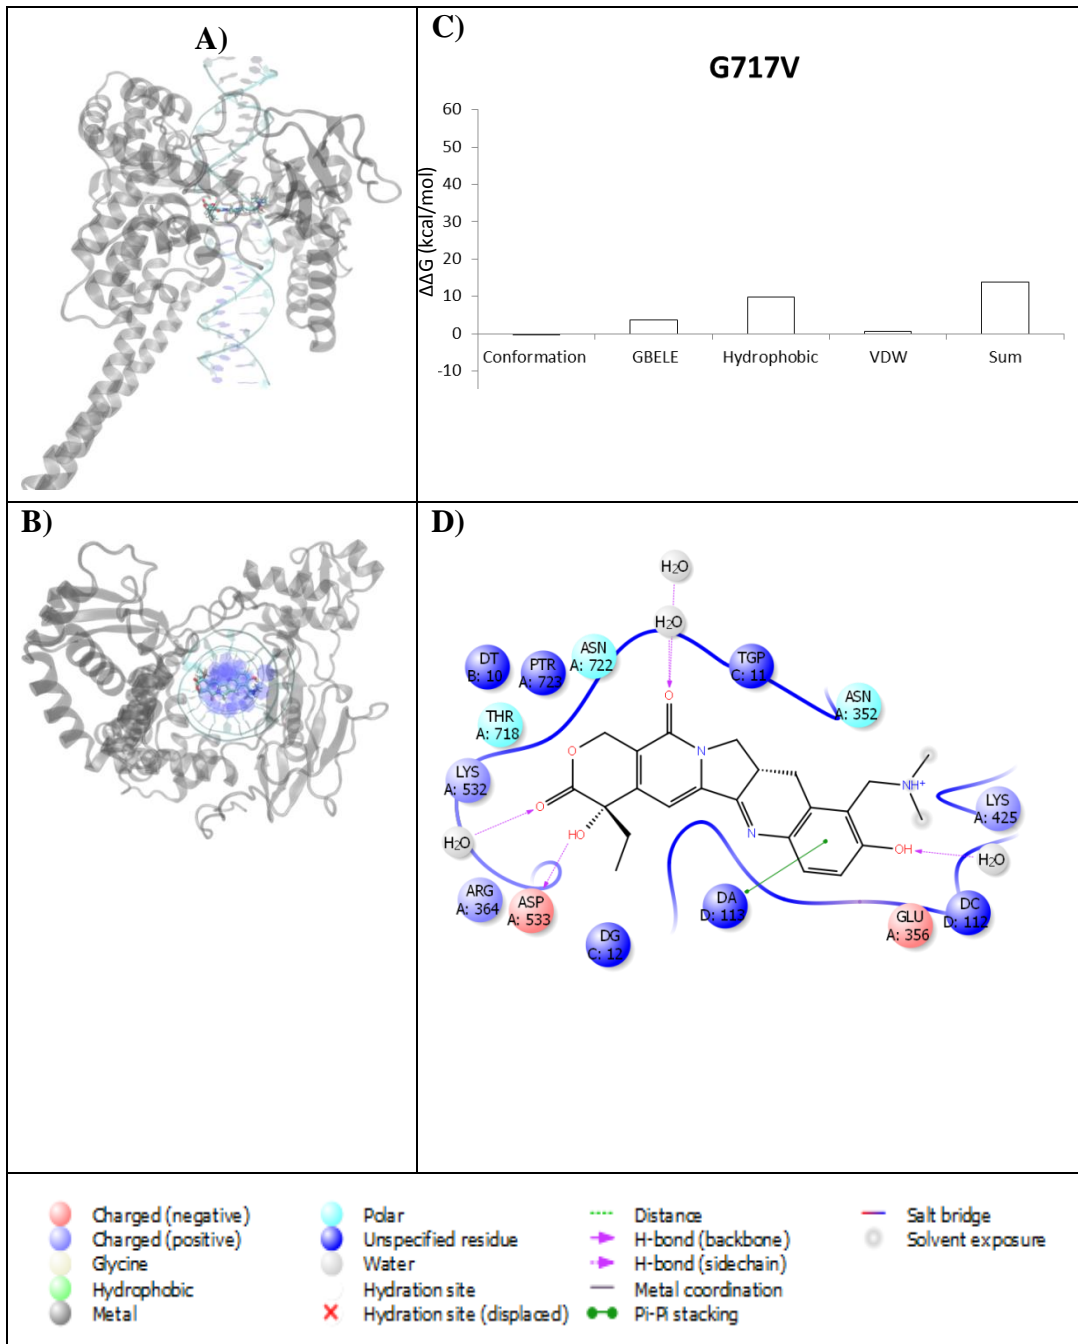 A)
C)
G717V
ΔΔG (kcal/mol)
60
50
40
30
20
10
0
-10
Conformation GBELE Hydrophobic VDW Sum
B)
D)
H2O
H2O
ASN
A: 722
DT
B: 10
PTR
A: 723
TGP
C: 11
ASN
A: 352
THR
A: 718
O
O
N
NH+
LYS
A: 532
LYS
A: 425
O
H2O
HO
N
OH
H2O
ARG
A: 364
ASP
A: 533
DA
D: 113
GLU
A: 356
DC
D: 112
DG
C: 12
Charged (negative)
Charged (positive)
Glycine
Hydrophobic
Metal
Polar
Unspecified residue
Water
Hydration site
Hydration site (displaced)
Distance
H-bond (backbone)
H-bond (sidechain)
Metal coordination
Pi-Pi stacking
Salt bridge
Solvent exposure